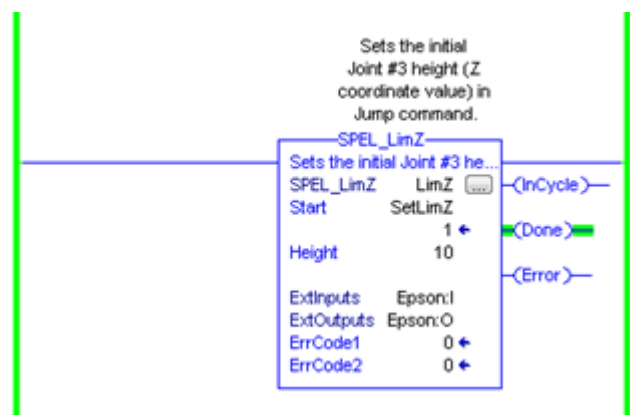 Sets the initial
Joint #3 height (Z
coordinate value) in
Jump command.
SPEL_LimZ
Sets the initial Joint #3 he...
SPEL_LimZ LimZ ... (InCycle)
Start SetLimZ
1 (Done)
Height 10
(Error)
ExtInputs Epson:I
ExtOutputs Epson:O
ErrCode1 0
ErrCode2 0